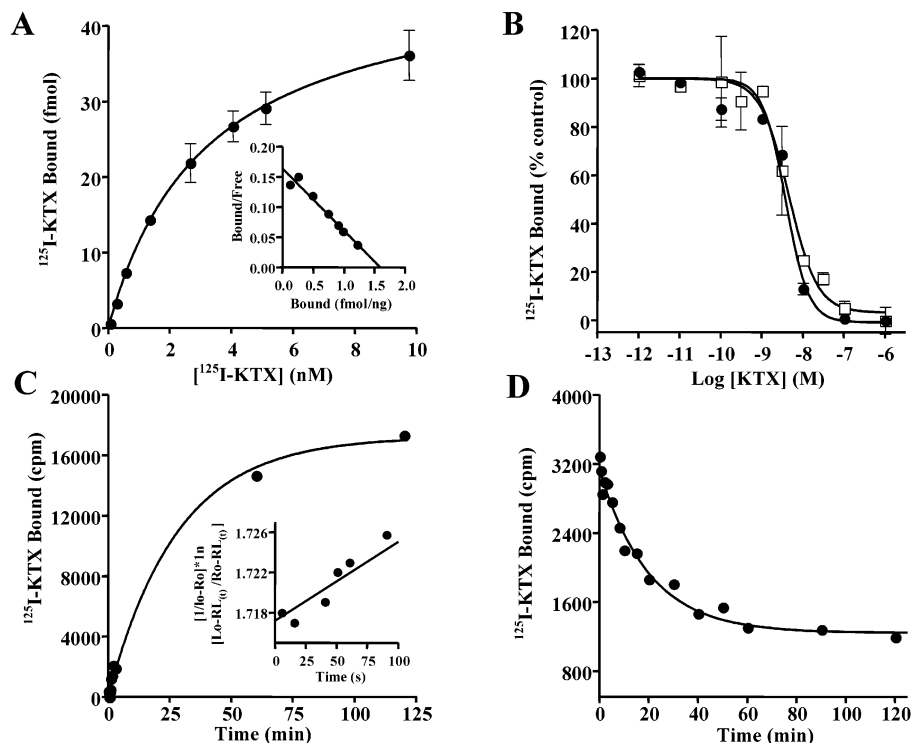 A
¹²⁵I-KTX Bound (fmol)
40
30
20
10
0
0 2 4 6 8 10
[¹²⁵I-KTX] (nM)
Bound/Free
0.20
0.15
0.10
0.05
0.00
0.0 0.5 1.0 1.5 2.0
Bound (fmol/ng)
B
¹²⁵I-KTX Bound (% control)
120
100
80
60
40
20
0
-13 -12 -11 -10 -9 -8 -7 -6
Log [KTX] (M)
C
¹²⁵I-KTX Bound (cpm)
20000
16000
12000
8000
4000
0
0 25 50 75 100 125
Time (min)
[1/lo-Ro]*1n
[Lo-RL(t) /Ro-RL(t) ]
1.726
1.722
1.718
0 25 50 75 100
Time (s)
D
¹²⁵I-KTX Bound (cpm)
4000
3200
2400
1600
800
0 20 40 60 80 100 120
Time (min)